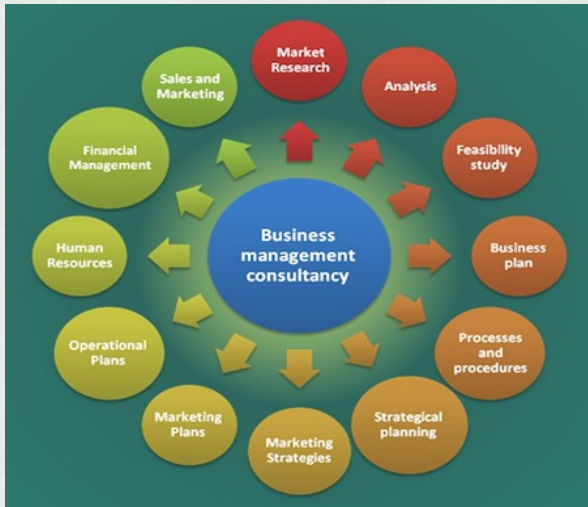 Market
Research
Analysis
Feasibility
study
Business
plan
Processes
and
procedures
Strategical
planning
Marketing
Strategies
Marketing
Plans
Operational
Plans
Human
Resources
Financial
Management
Sales and
Marketing
Business
management
consultancy